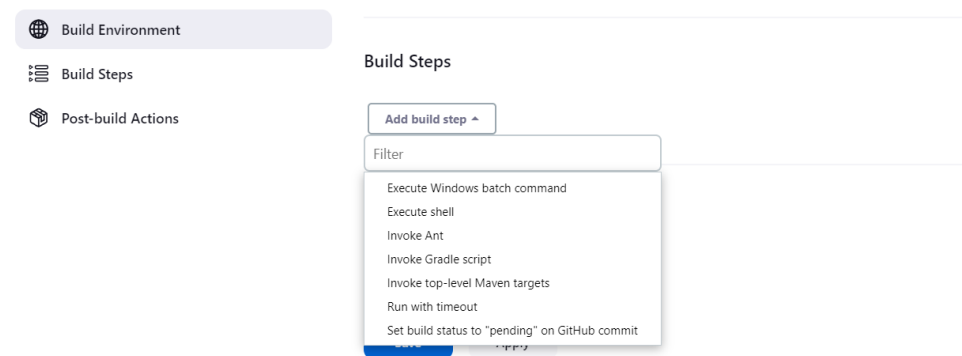 Build Environment
Build Steps
Post-build Actions
Build Steps
Add build step
Filter
Execute Windows batch command
Execute shell
Invoke Ant
Invoke Gradle script
Invoke top-level Maven targets
Run with timeout
Set build status to "pending" on GitHub commit
Save
Apply